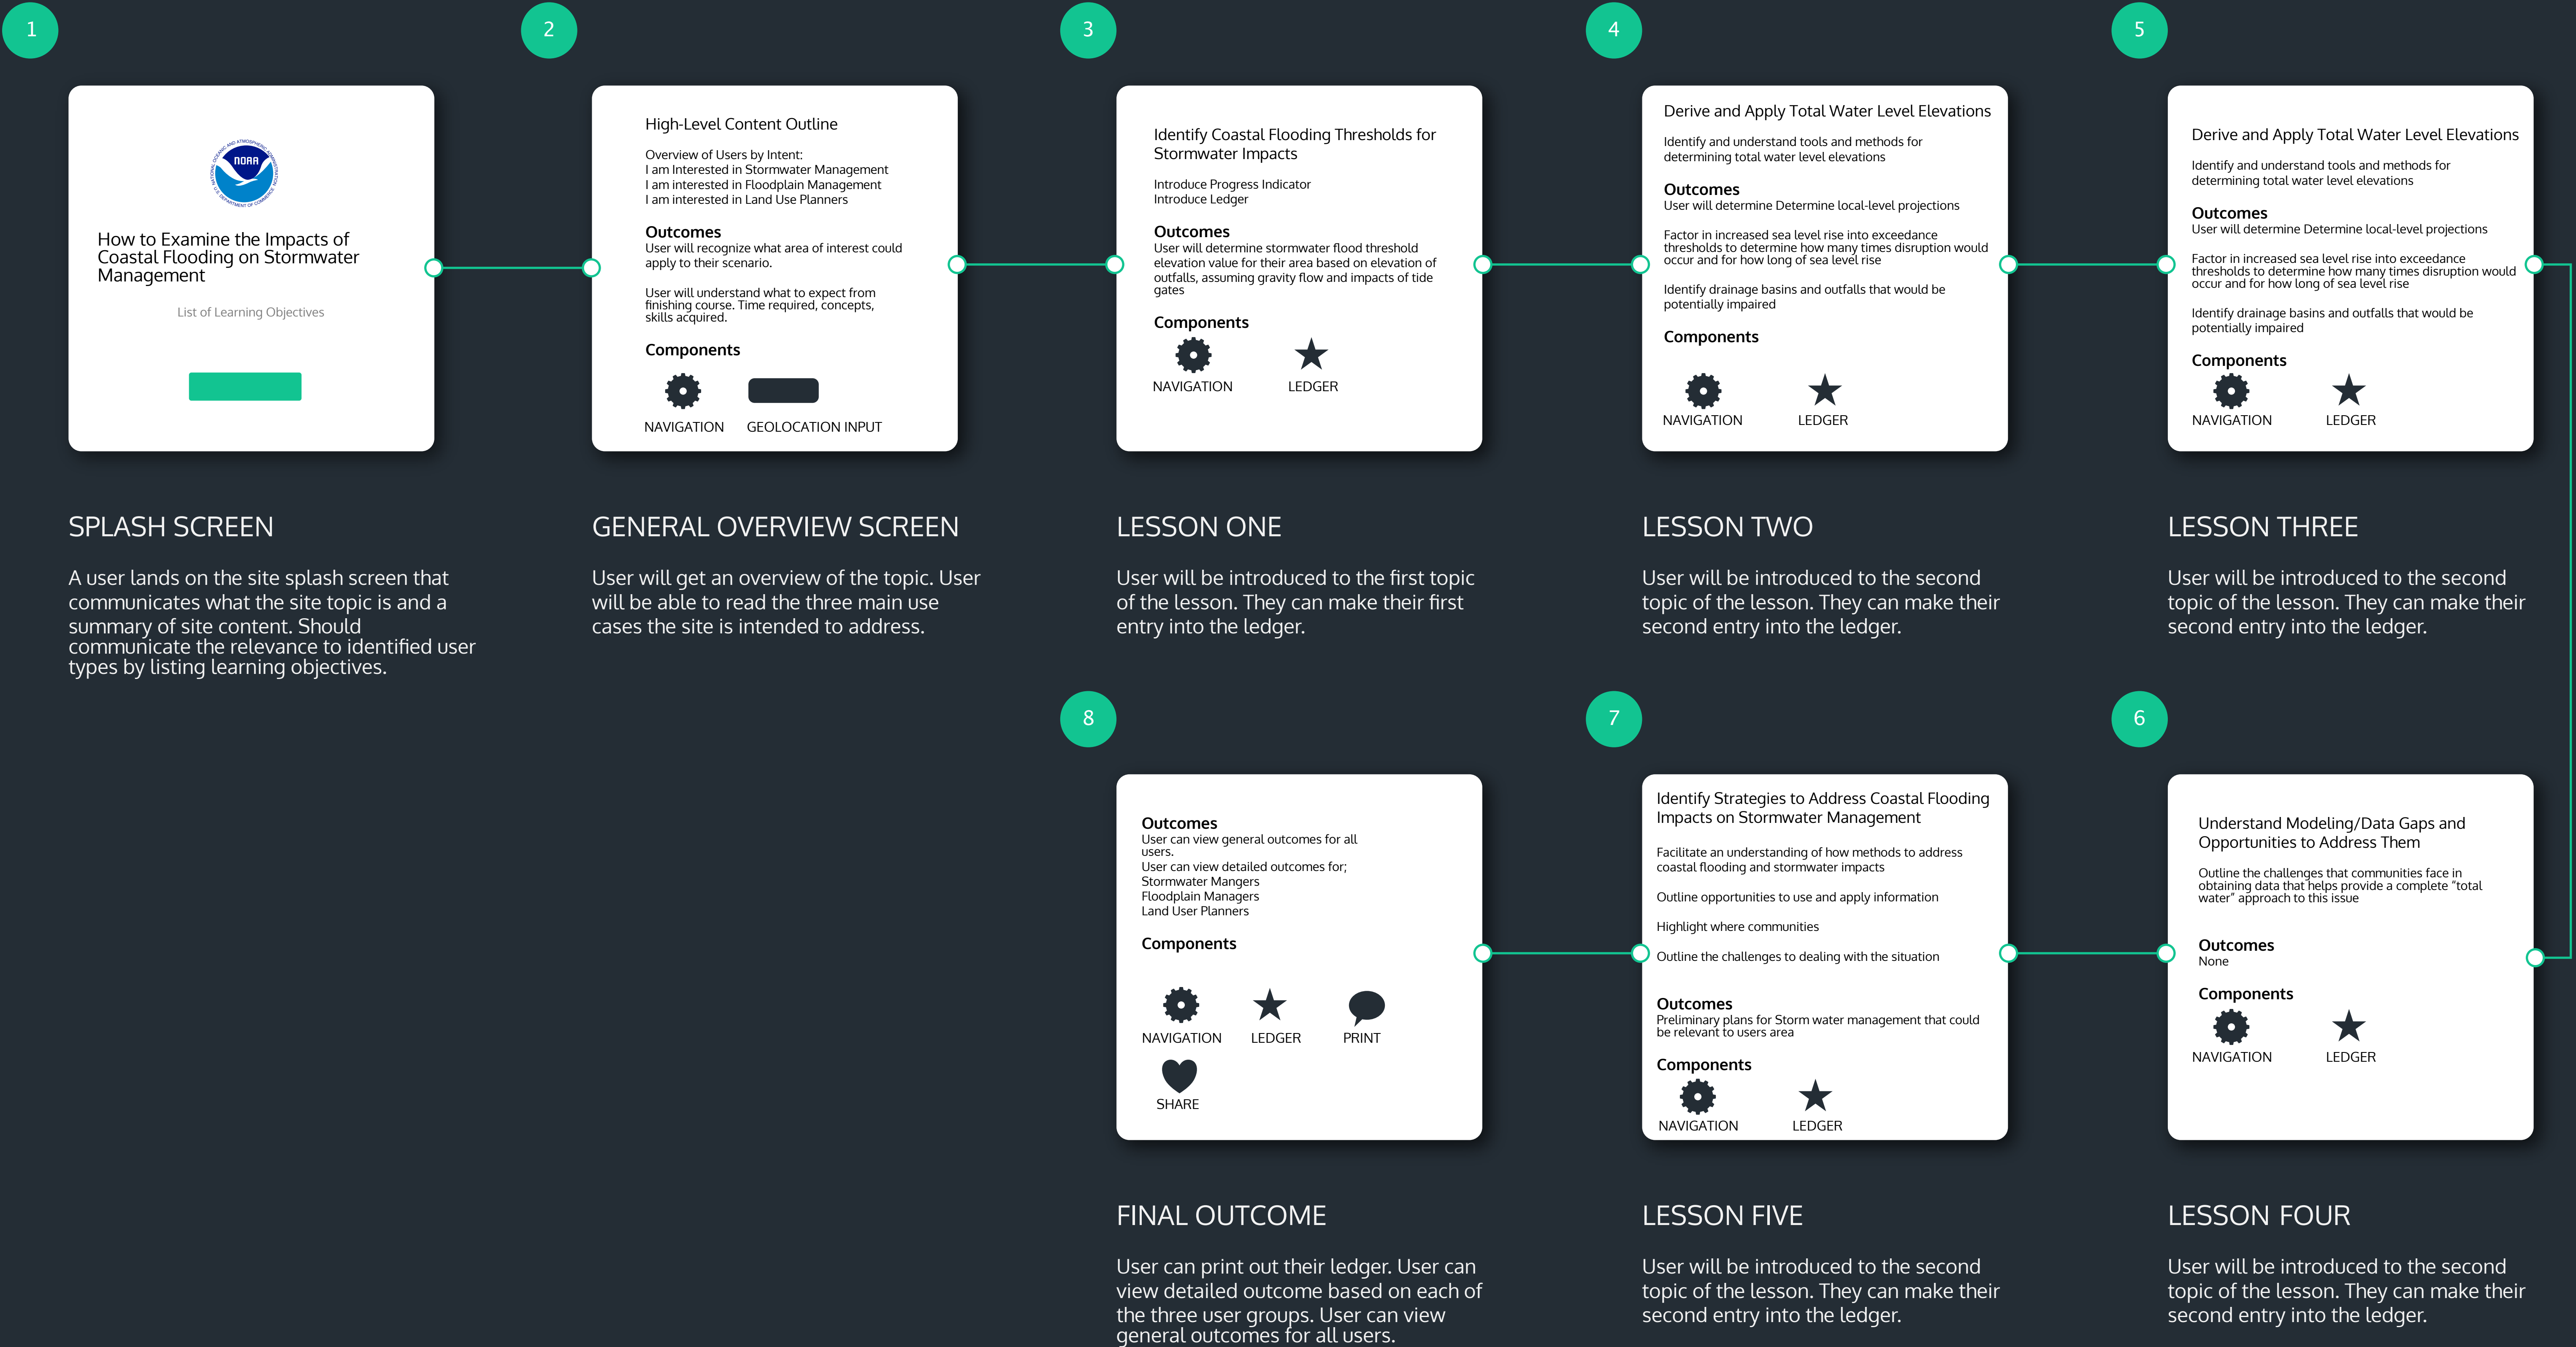 1
NATIONAL OCEANIC AND ATMOSPHERIC ADMINISTRATION
NOAA
U.S. DEPARTMENT OF COMMERCE
How to Examine the Impacts of
Coastal Flooding on Stormwater
Management
List of Learning Objectives
SPLASH SCREEN
A user lands on the site splash screen that
communicates what the site topic is and a
summary of site content. Should
communicate the relevance to identified user
types by listing learning objectives.
2
High-Level Content Outline
Overview of Users by Intent:
I am Interested in Stormwater Management
I am interested in Floodplain Management
I am interested in Land Use Planners
Outcomes
User will recognize what area of interest could
apply to their scenario.
User will understand what to expect from
finishing course. Time required, concepts,
skills acquired.
Components
NAVIGATION
GEOLOCATION INPUT
GENERAL OVERVIEW SCREEN
User will get an overview of the topic. User
will be able to read the three main use
cases the site is intended to address.
3
Identify Coastal Flooding Thresholds for
Stormwater Impacts
Introduce Progress Indicator
Introduce Ledger
Outcomes
User will determine stormwater flood threshold
elevation value for their area based on elevation of
outfalls, assuming gravity flow and impacts of tide
gates
Components
NAVIGATION
LEDGER
LESSON ONE
User will be introduced to the first topic
of the lesson. They can make their first
entry into the ledger.
4
Derive and Apply Total Water Level Elevations
Identify and understand tools and methods for
determining total water level elevations
Outcomes
User will determine Determine local-level projections
Factor in increased sea level rise into exceedance
thresholds to determine how many times disruption would
occur and for how long of sea level rise
Identify drainage basins and outfalls that would be
potentially impaired
Components
NAVIGATION
LEDGER
LESSON TWO
User will be introduced to the second
topic of the lesson. They can make their
second entry into the ledger.
5
Derive and Apply Total Water Level Elevations
Identify and understand tools and methods for
determining total water level elevations
Outcomes
User will determine Determine local-level projections
Factor in increased sea level rise into exceedance
thresholds to determine how many times disruption would
occur and for how long of sea level rise
Identify drainage basins and outfalls that would be
potentially impaired
Components
NAVIGATION
LEDGER
LESSON THREE
User will be introduced to the second
topic of the lesson. They can make their
second entry into the ledger.
6
Understand Modeling/Data Gaps and
Opportunities to Address Them
Outline the challenges that communities face in
obtaining data that helps provide a complete “total
water” approach to this issue
Outcomes
None
Components
NAVIGATION
LEDGER
LESSON FOUR
User will be introduced to the second
topic of the lesson. They can make their
second entry into the ledger.
7
Identify Strategies to Address Coastal Flooding
Impacts on Stormwater Management
Facilitate an understanding of how methods to address
coastal flooding and stormwater impacts
Outline opportunities to use and apply information
Highlight where communities
Outline the challenges to dealing with the situation
Outcomes
Preliminary plans for Storm water management that could
be relevant to users area
Components
NAVIGATION
LEDGER
LESSON FIVE
User will be introduced to the second
topic of the lesson. They can make their
second entry into the ledger.
8
Outcomes
User can view general outcomes for all
users.
User can view detailed outcomes for;
Stormwater Mangers
Floodplain Managers
Land User Planners
Components
NAVIGATION
LEDGER
PRINT
SHARE
FINAL OUTCOME
User can print out their ledger. User can
view detailed outcome based on each of
the three user groups. User can view
general outcomes for all users.